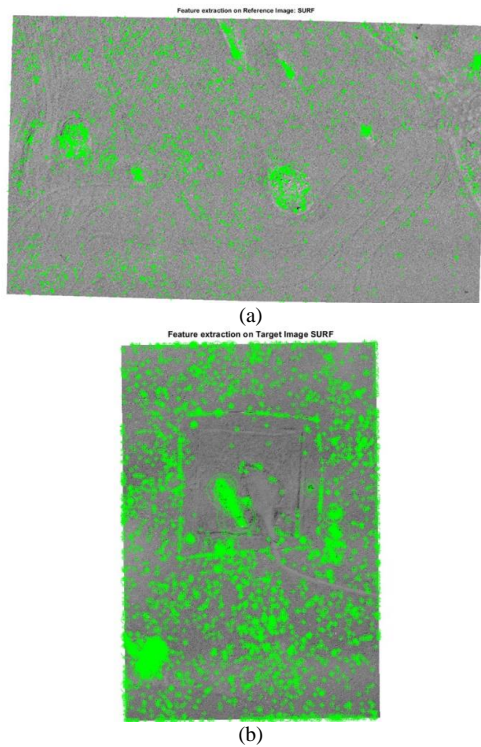 Feature extraction on Reference Image: SURF
(a)
Feature extraction on Target Image SURF
(b)